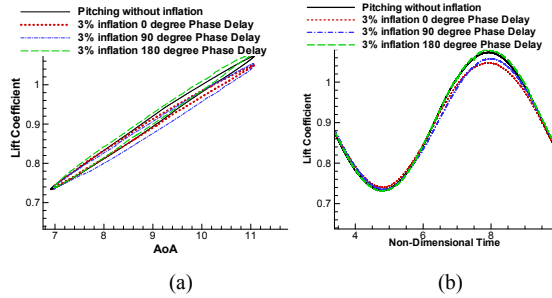 Pitching without inflation
3% inflation 0 degree Phase Delay
3% inflation 90 degree Phase Delay
3% inflation 180 degree Phase Delay
1
0.9
0.8
0.7
Lift Coefficient
7
8
9
10
11
AoA
(a)
Pitching without inflation
3% inflation 0 degree Phase Delay
3% inflation 90 degree Phase Delay
3% inflation 180 degree Phase Delay
1
0.9
0.8
0.7
Lift Coefficient
4
6
8
Non-Dimensional Time
(b)